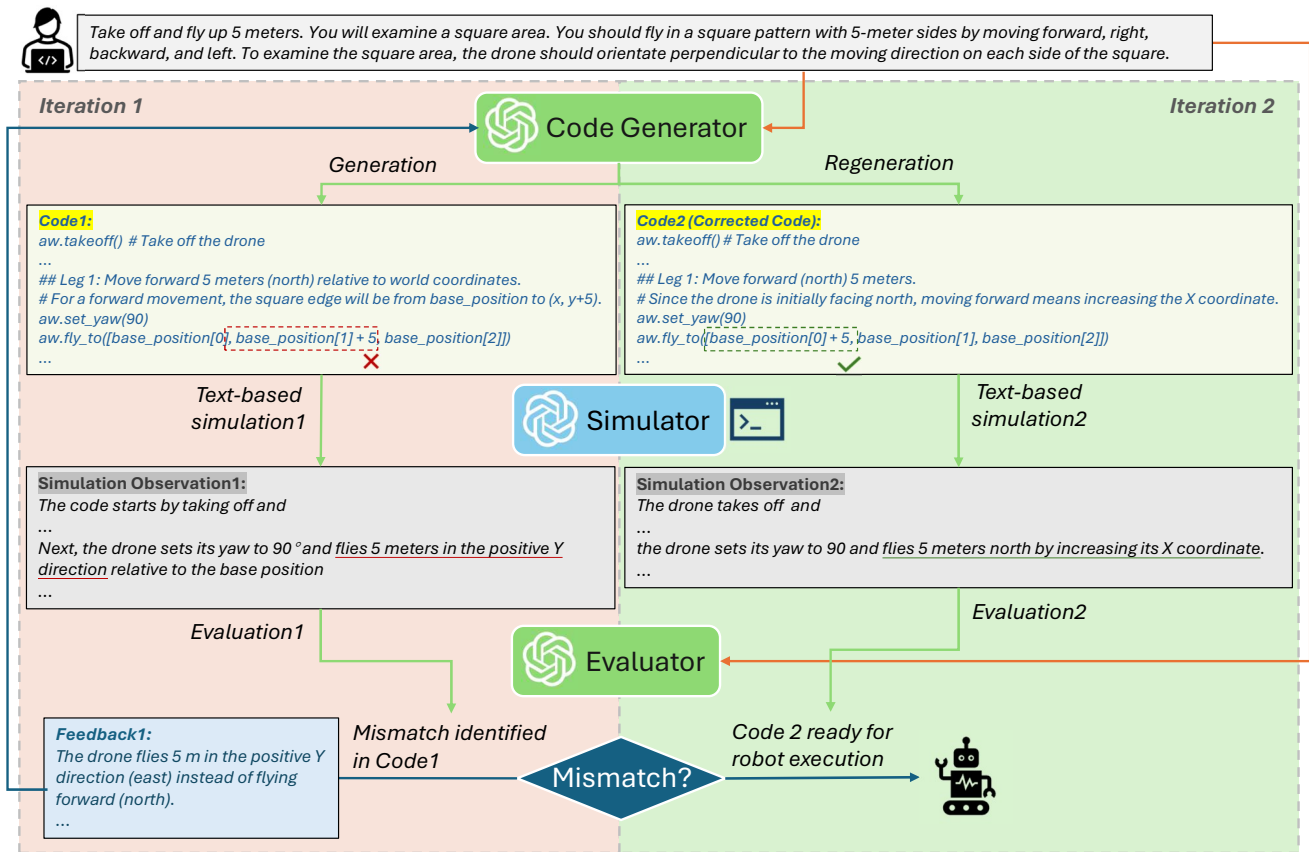 Take off and fly up 5 meters. You will examine a square area. You should fly in a square pattern with 5-meter sides by moving forward, right,
backward, and left. To examine the square area, the drone should orientate perpendicular to the moving direction on each side of the square.
</>
Iteration 1
Iteration 2
Code Generator
Generation
Regeneration
Code1:
aw.takeoff() # Take off the drone
...
## Leg 1: Move forward 5 meters (north) relative to world coordinates.
# For a forward movement, the square edge will be from base_position to (x, y+5).
aw.set_yaw(90)
aw.fly_to([base_position[0], base_position[1] + 5, base_position[2]])
...
Code2 (Corrected Code):
aw.takeoff() # Take off the drone
...
## Leg 1: Move forward (north) 5 meters.
# Since the drone is initially facing north, moving forward means increasing the X coordinate.
aw.set_yaw(90)
aw.fly_to([base_position[0] + 5, base_position[1], base_position[2]])
...
Text-based
simulation1
Simulator
>_
Text-based
simulation2
Simulation Observation1:
The code starts by taking off and
...
Next, the drone sets its yaw to 90° and flies 5 meters in the positive Y
direction relative to the base position
...
Simulation Observation2:
The drone takes off and
...
the drone sets its yaw to 90 and flies 5 meters north by increasing its X coordinate.
...
Evaluation1
Evaluator
Evaluation2
Feedback1:
The drone flies 5 m in the positive Y
direction (east) instead of flying
forward (north).
...
Mismatch identified
in Code1
Mismatch?
Code 2 ready for
robot execution